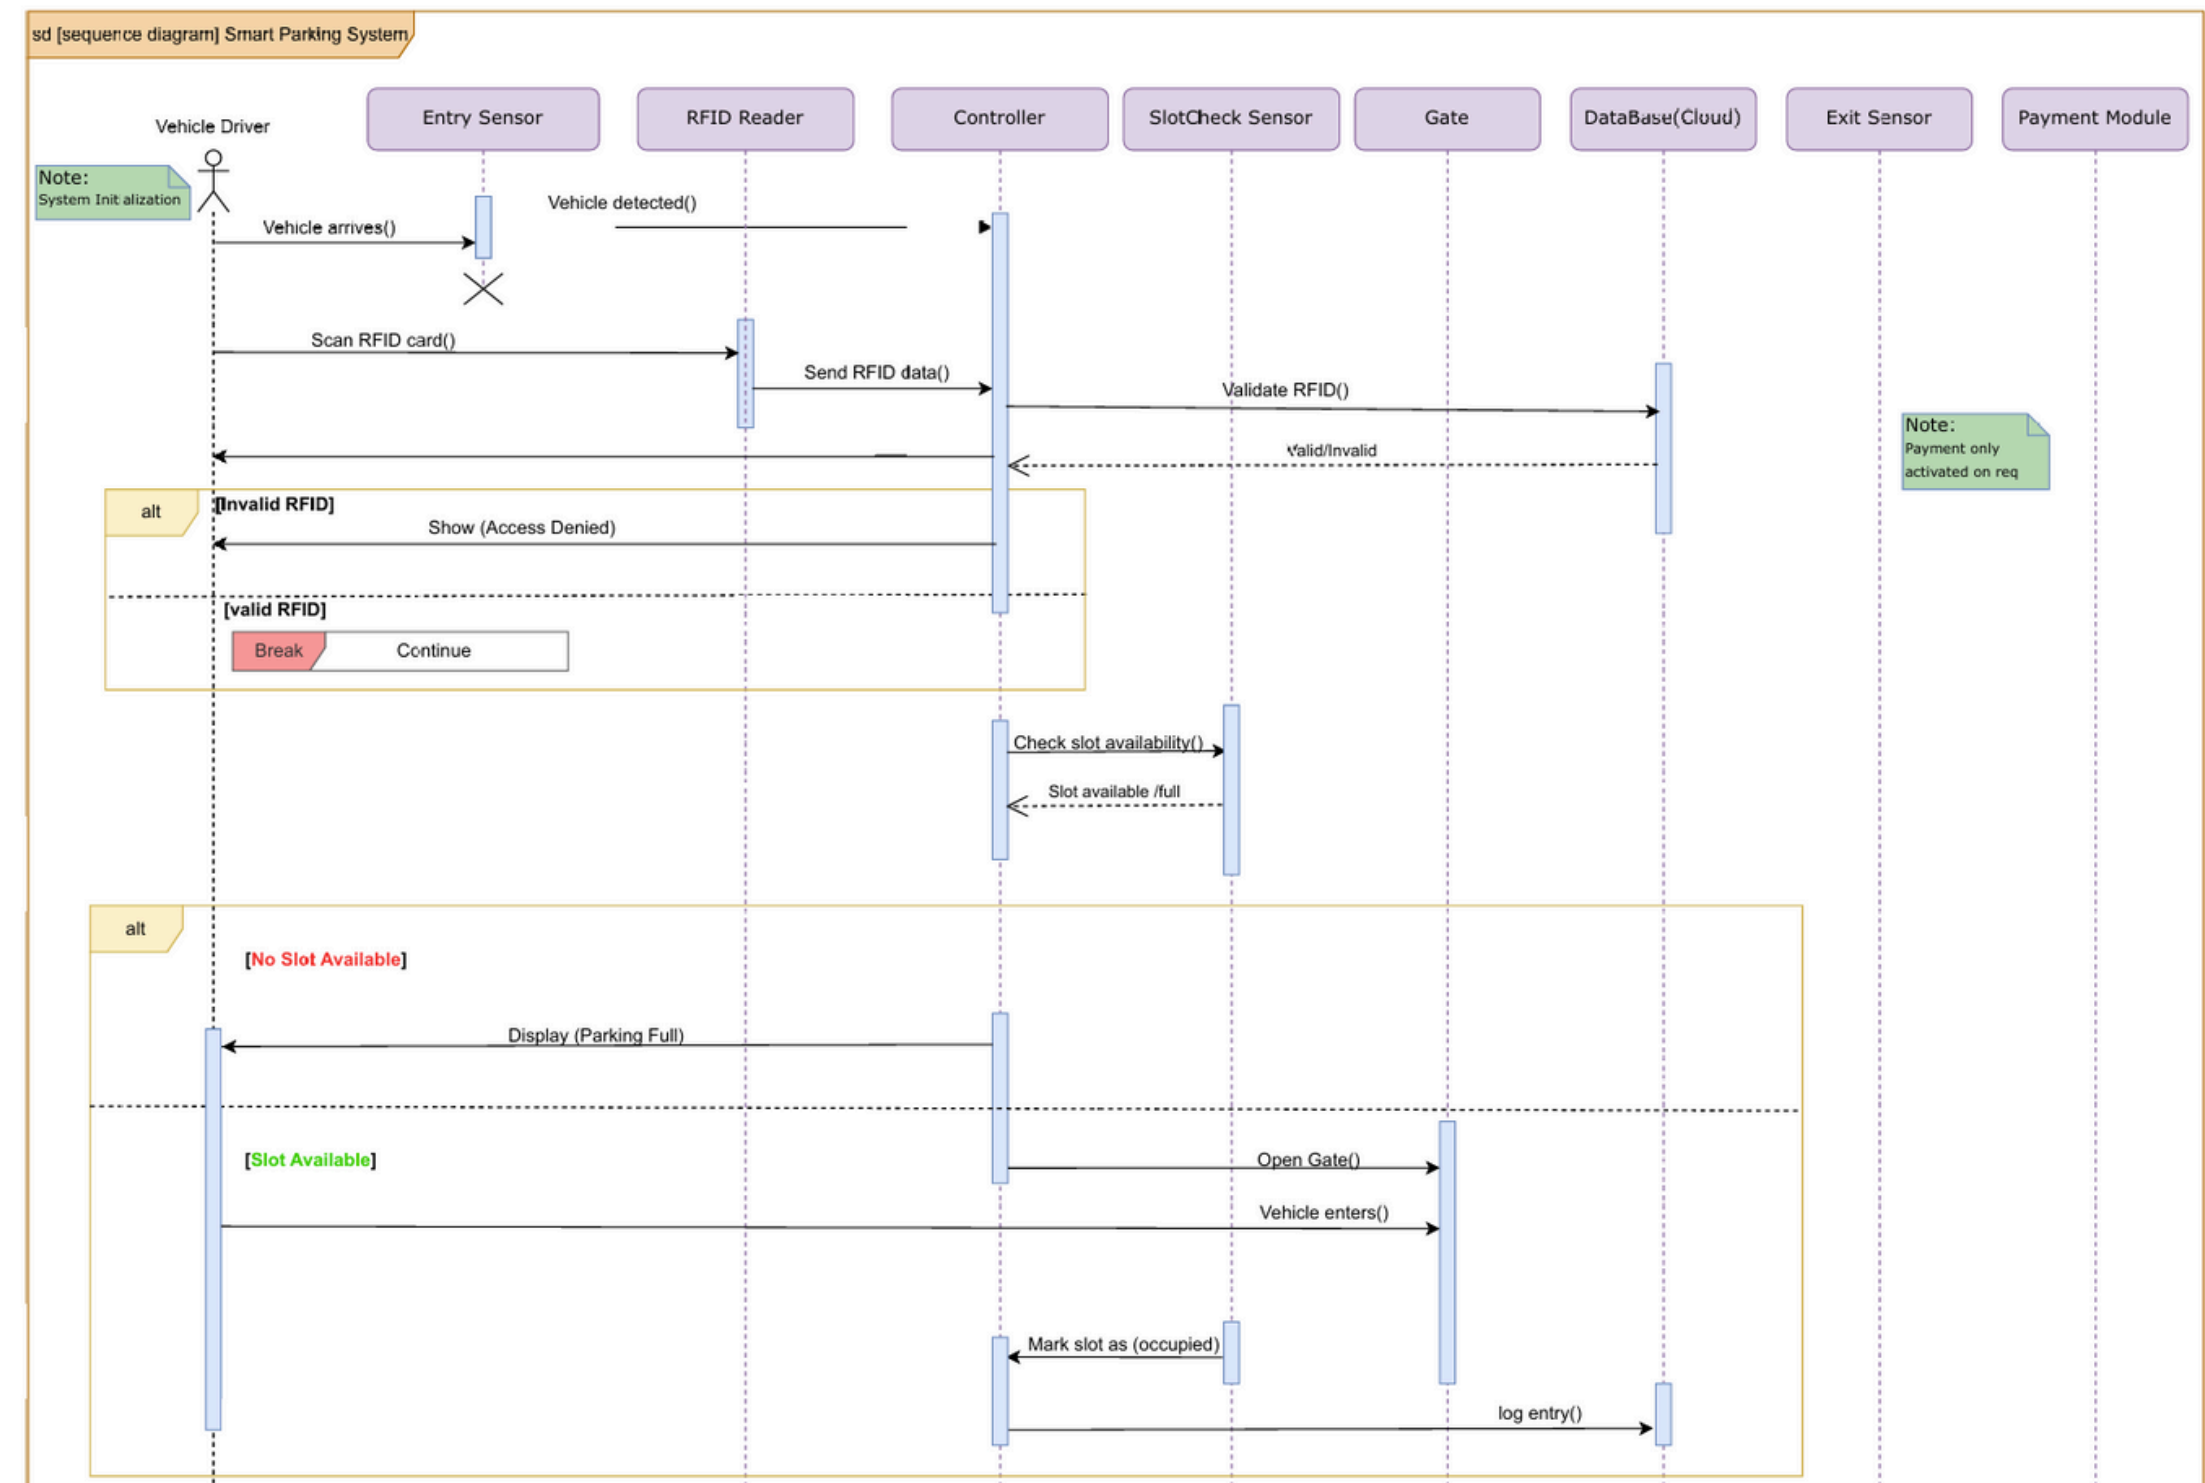 sd [sequence diagram] Smart Parking System
Vehicle Driver
Entry Sensor
RFID Reader
Controller
SlotCheck Sensor
Gate
DataBase(Cloud)
Exit Sensor
Payment Module
Note:
System Initialization
Vehicle arrives()
Vehicle detected()
Scan RFID card()
Send RFID data()
Validate RFID()
Valid/Invalid
Note:
Payment only
activated on req
alt
[Invalid RFID]
Show (Access Denied)
[valid RFID]
Break
Continue
Check slot availability()
Slot available /full
alt
[No Slot Available]
Display (Parking Full)
[Slot Available]
Open Gate()
Vehicle enters()
Mark slot as (occupied)
log entry()